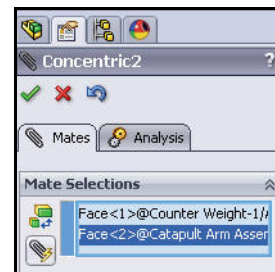 Concentric2
?
Mates
Analysis
Mate Selections
Face<1>@Counter Weight-1/
Face<2>@Catapult Arm Asser